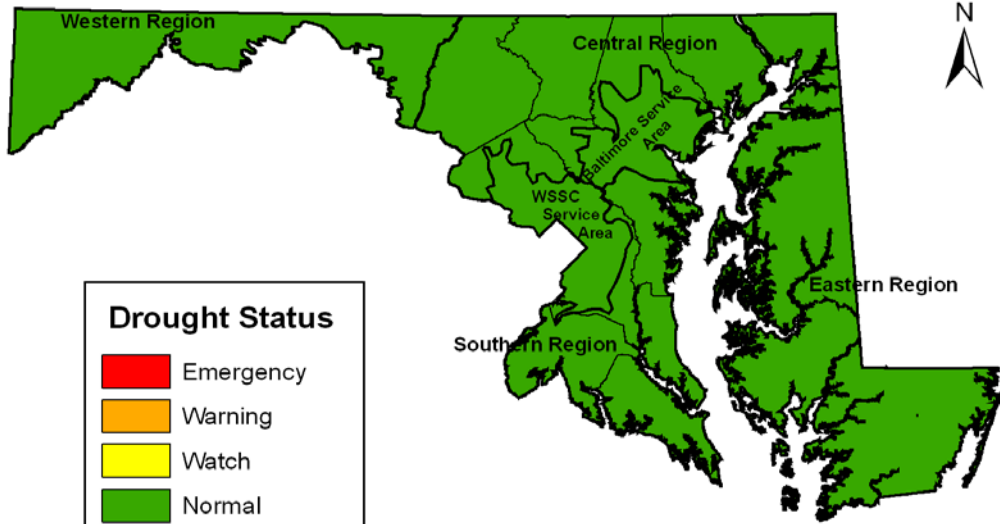 Western Region
Central Region
N
Baltimore Service
Area
WSSC
Service
Area
Eastern Region
Southern Region
Drought Status
Emergency
Warning
Watch
Normal